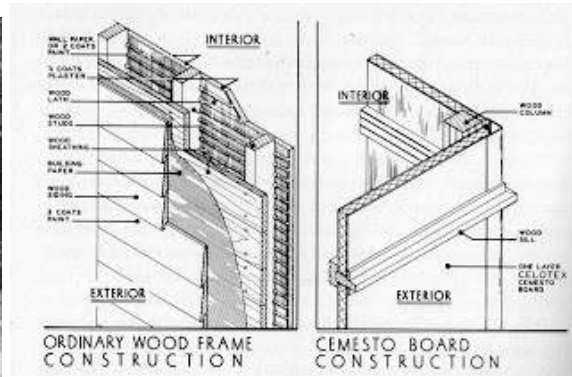 INTERIOR
WALL PAPER
OR 2 COATS
PAINT
3 COATS
PLASTER
WOOD
LATH
WOOD
STUDS
WOOD
SHEATHING
BUILDING
PAPER
WOOD
SIDING
3 COATS
PAINT
EXTERIOR
ORDINARY WOOD FRAME
CONSTRUCTION
INTERIOR
WOOD
COLUMN
WOOD
SILL
ONE LAYER
CELOTEX
CEMESTO
BOARD
EXTERIOR
CEMESTO BOARD
CONSTRUCTION